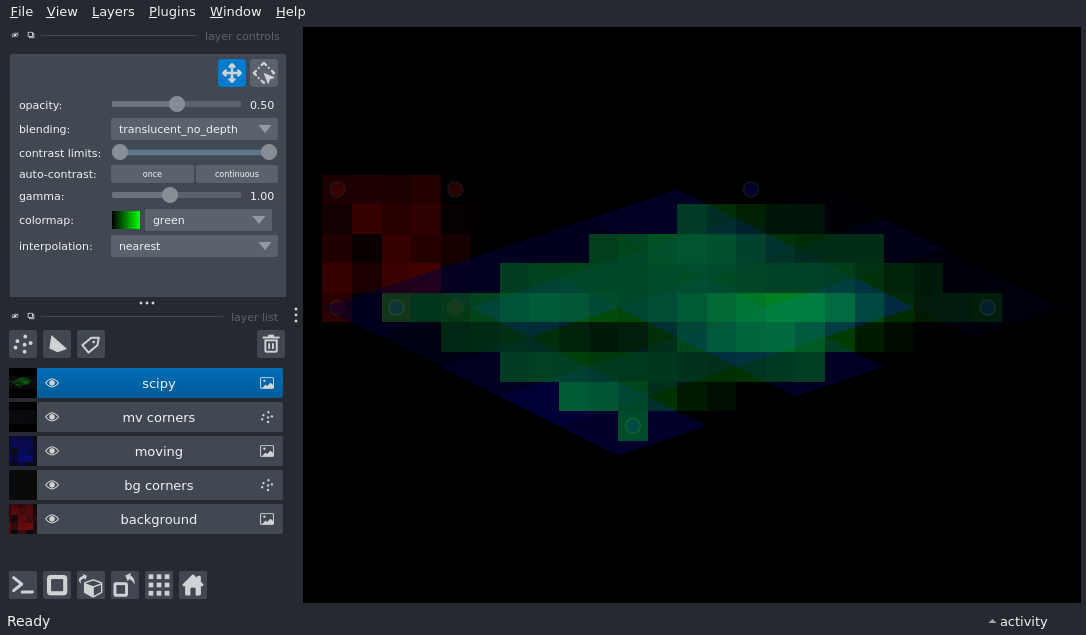 File View Layers Plugins Window Help
layer controls
opacity: 0.50
blending: translucent_no_depth
contrast limits:
auto-contrast: once continuous
gamma: 1.00
colormap: green
interpolation: nearest
layer list
scipy
mv corners
moving
bg corners
background
Ready
activity